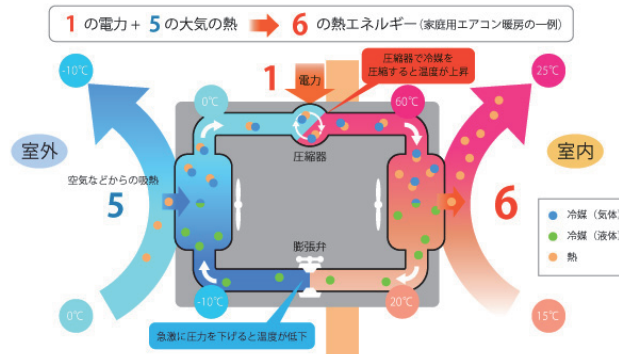 1 の電力 + 5 の大気の熱 6 の熱エネルギー(家庭用エアコン暖房の一例)
圧縮器で冷媒を
圧縮すると温度が上昇
1
電力
-10℃
0℃
60℃
25℃
圧縮器
室外
室内
空気などからの吸熱
5
6
冷媒(気体)
冷媒(液体)
熱
膨張弁
-10℃
20℃
0℃
15℃
急激に圧力を下げると温度が低下